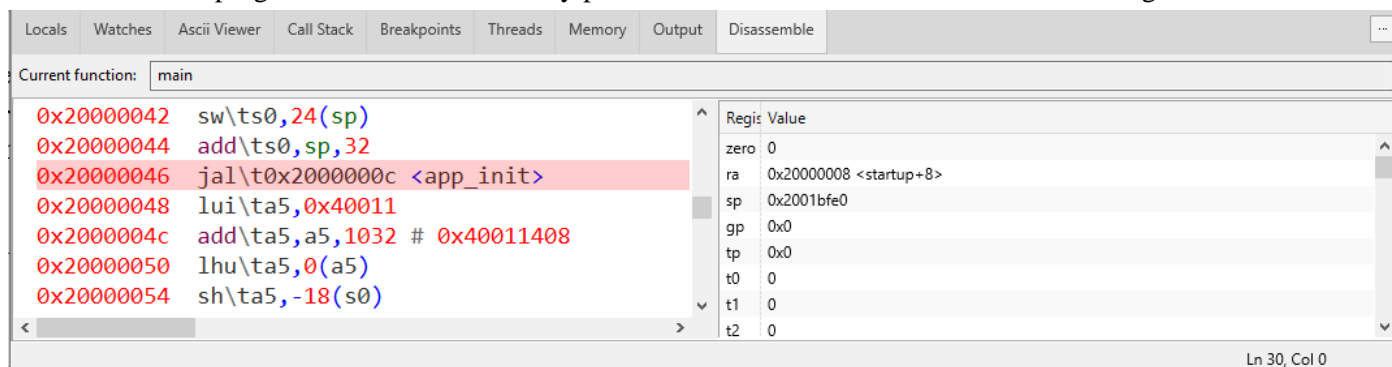 Locals Watches Ascii Viewer Call Stack Breakpoints Threads Memory Output Disassemble ...
Current function: main
0x20000042 sw\ts0,24(sp)
0x20000044 add\ts0,sp,32
0x20000046 jal\t0x2000000c <app_init>
0x20000048 lui\ta5,0x40011
0x2000004c add\ta5,a5,1032 # 0x40011408
0x20000050 lhu\ta5,0(a5)
0x20000054 sh\ta5,-18(s0)
Regis Value
zero 0
ra 0x20000008 <startup+8>
sp 0x2001bfe0
gp 0x0
tp 0x0
t0 0
t1 0
t2 0
Ln 30, Col 0